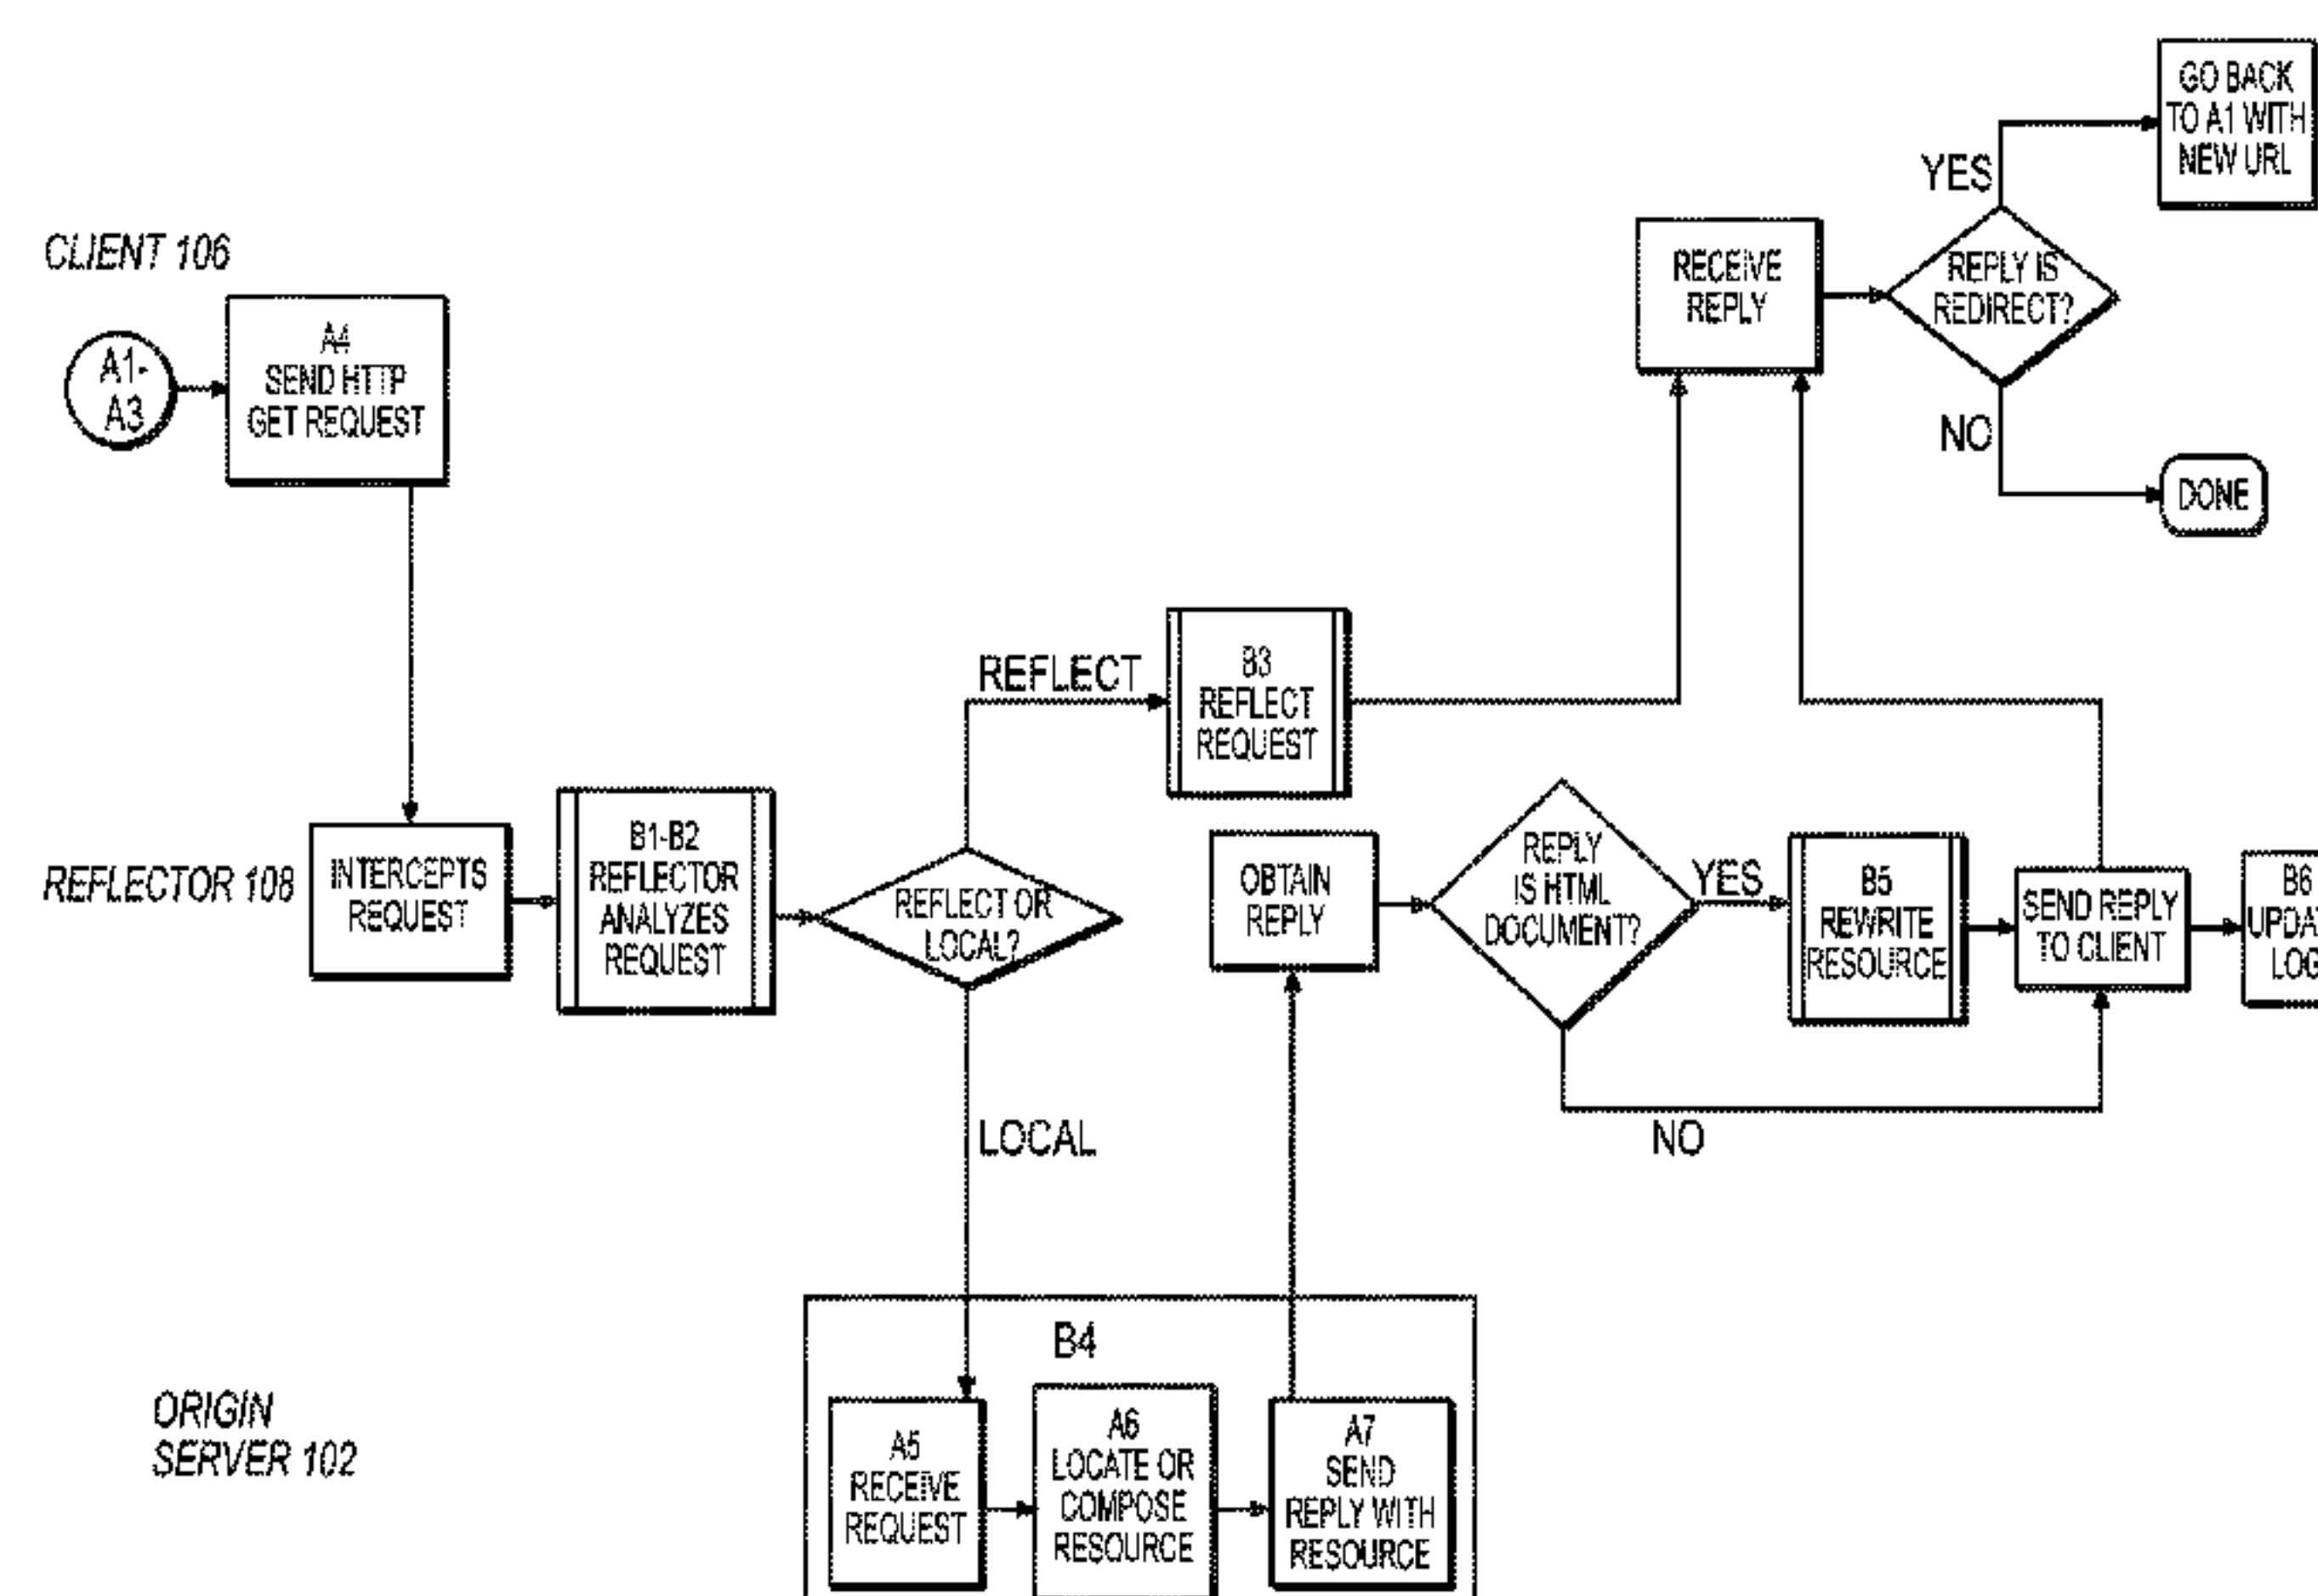 GO BACK
TO A1 WITH
NEW URL
YES
CLIENT 106
RECEIVE
REPLY
REPLY IS
REDIRECT?
A4
SEND HTTP
GET REQUEST
A1-
A3
NO
DONE
REFLECT
B3
REFLECT
REQUEST
REFLECTOR 108
INTERCEPTS
REQUEST
B1-B2
REFLECTOR
ANALYZES
REQUEST
REFLECT OR
LOCAL?
OBTAIN
REPLY
REPLY
IS HTML
DOCUMENT?
YES
B5
REWRITE
RESOURCE
SEND REPLY
TO CLIENT
B6
UPDAT
LOG
LOCAL
NO
B4
ORIGIN
SERVER 102
A5
RECEIVE
REQUEST
A6
LOCATE OR
COMPOSE
RESOURCE
A7
SEND
REPLY WITH
RESOURCE